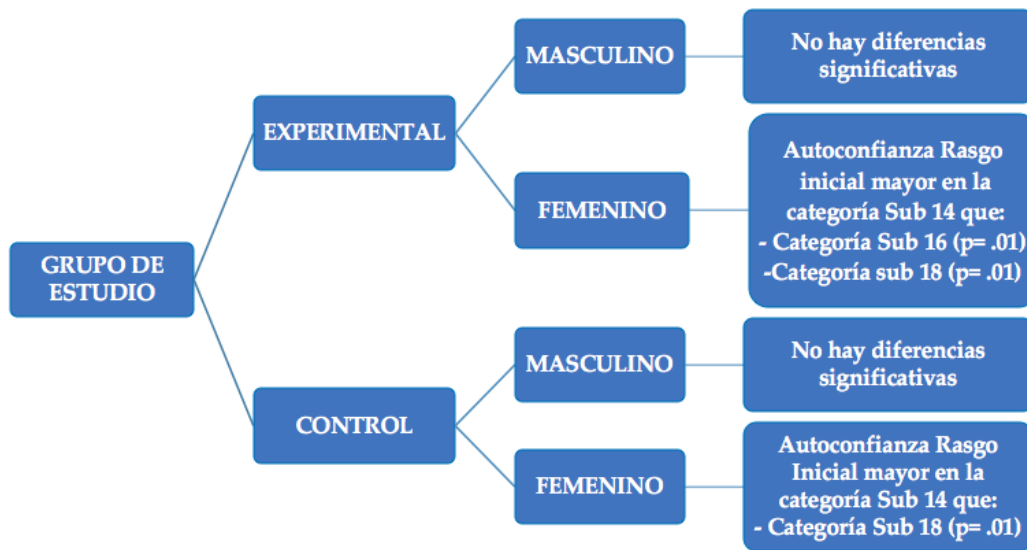 GRUPO DE
ESTUDIO
EXPERIMENTAL
MASCULINO
No hay diferencias
significativas
FEMENINO
Autoconfianza Rasgo
inicial mayor en la
categoría Sub 14 que:
- Categoría Sub 16 (p= .01)
-Categoría sub 18 (p= .01)
CONTROL
MASCULINO
No hay diferencias
significativas
FEMENINO
Autoconfianza Rasgo
Inicial mayor en la
categoría Sub 14 que:
- Categoría Sub 18 (p= .01)